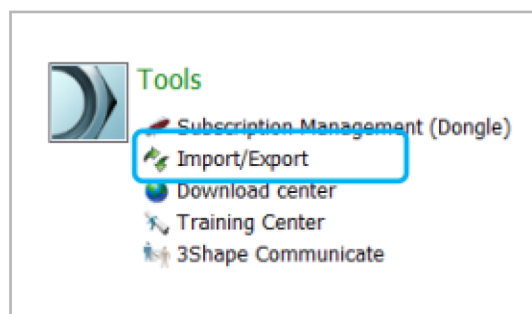 Tools
Subscription Management (Dongle)
Import/Export
Download center
Training Center
3Shape Communicate